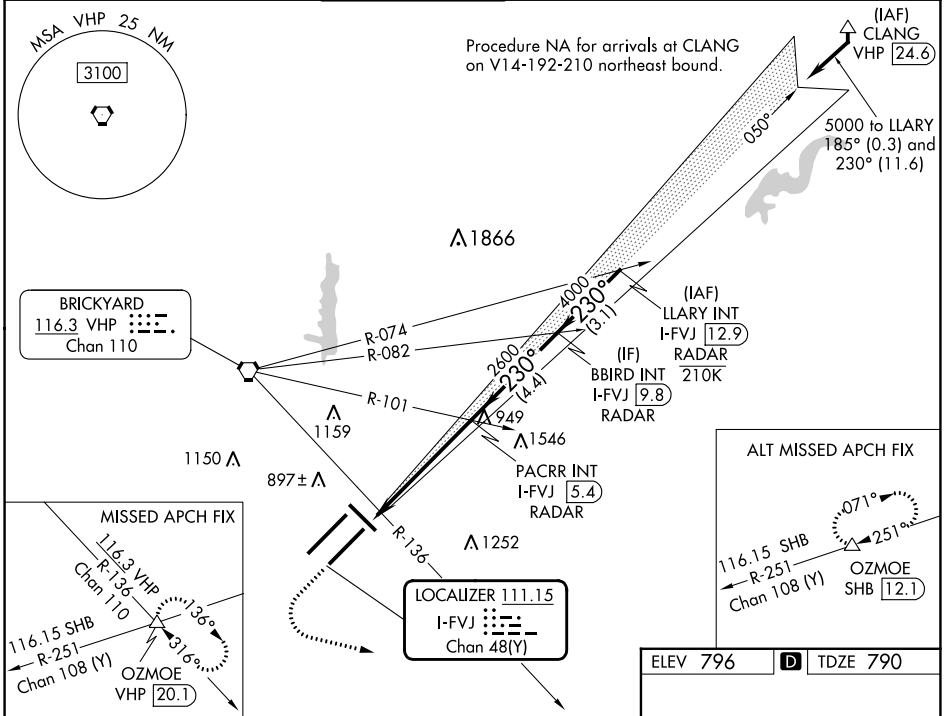 MSA VHP 25 NM
3100
Procedure NA for arrivals at CLANG
on V14-192-210 northeast bound.
(IAF)
CLANG
VHP 24.6
050°
5000 to LLARY
185° (0.3) and
230° (11.6)
1866
BRICKYARD
116.3 VHP
Chan 110
R-074
R-082
R-101
4000
230°
(3.1)
2600
230°
(4.4)
(IAF)
LLARY INT
I-FVJ 12.9
RADAR
210K
(IF)
BBIRD INT
I-FVJ 9.8
RADAR
949
1546
1159
1150
897±
PACRR INT
I-FVJ 5.4
RADAR
R-136
1252
LOCALIZER 111.15
I-FVJ
Chan 48(Y)
MISSED APCH FIX
116.3 VHP
R-136
Chan 110
116.15 SHB
R-251
Chan 108 (Y)
136°
316°
OZMOE
VHP 20.1
ALT MISSED APCH FIX
071°
251°
116.15 SHB
R-251
Chan 108 (Y)
OZMOE
SHB 12.1
ELEV 796 D TDZE 790